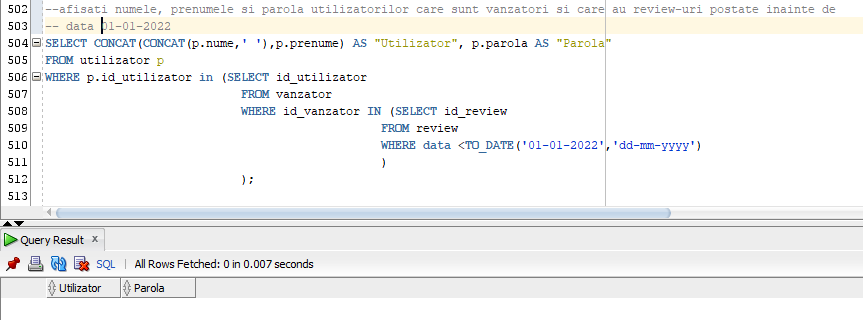 502 --afisati numele, prenumele si parola utilizatorilor care sunt vanzatori si care au review-uri postate inainte de
503 -- data 01-01-2022
504 SELECT CONCAT(CONCAT(p.nume,' '),p.prenume) AS "Utilizator", p.parola AS "Parola"
505 FROM utilizator p
506 WHERE p.id_utilizator in (SELECT id_utilizator
507 FROM vanzator
508 WHERE id_vanzator IN (SELECT id_review
509 FROM review
510 WHERE data <TO_DATE('01-01-2022','dd-mm-yyyy')
511 )
512 );
513
Query Result x
SQL | All Rows Fetched: 0 in 0.007 seconds
Utilizator Parola